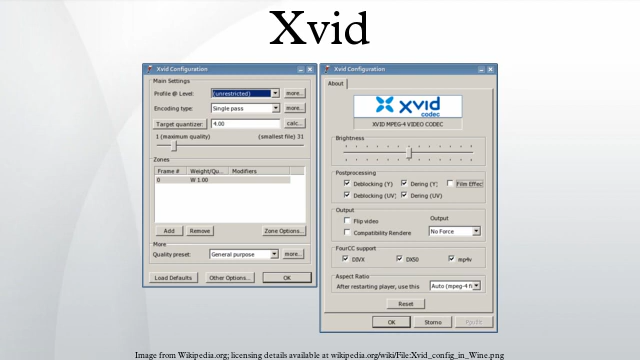 Xvid
Xvid Configuration
Main Settings
Profile @ Level: (unrestricted) more...
Encoding type: Single pass more...
Target quantizer: 4.00 calc...
1 (maximum quality) (smallest file) 31
Zones
Frame # Weight/Qu... Modifiers
0 W 1.00
Add Remove Zone Options...
More
Quality preset: General purpose more...
Load Defaults Other Options... OK
Xvid Configuration
About
xvid
codec
XVID MPEG-4 VIDEO CODEC
Brightness
Postprocessing
Deblocking (Y) Dering (Y) Film Effec
Deblocking (UV) Dering (UV)
Output
Flip video Output
Compatibility Rendere No Force
FourCC support
DIVX DX50 mp4v
Aspect Ratio
After restarting player, use this Auto (mpeg-4 fi
Reset
OK Storno
Image from Wikipedia.org; licensing details available at wikipedia.org/wiki/File:Xvid_config_in_Wine.png